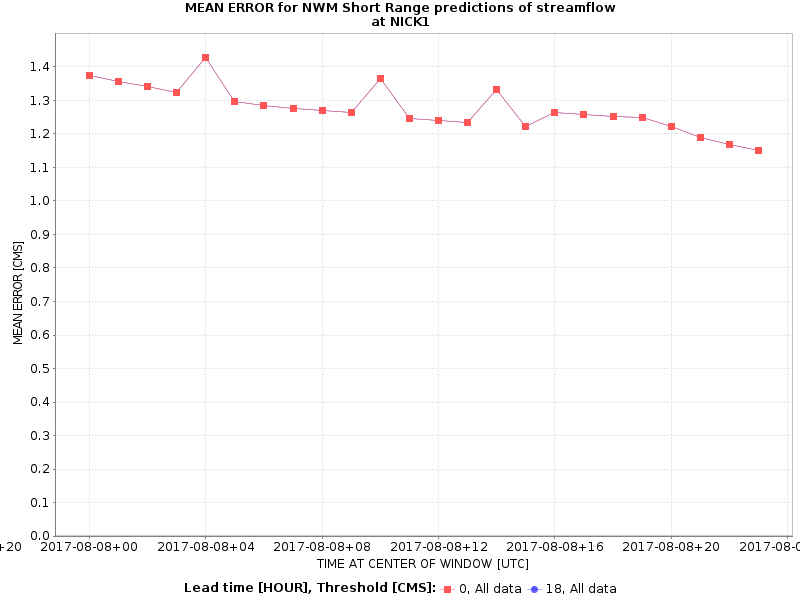 MEAN ERROR for NWM Short Range predictions of streamflow
at NICK1
MEAN ERROR [CMS]
1.4
1.3
1.2
1.1
1.0
0.9
0.8
0.7
0.6
0.5
0.4
0.3
0.2
0.1
0.0
+20 2017-08-08+00 2017-08-08+04 2017-08-08+08 2017-08-08+12 2017-08-08+16 2017-08-08+20 2017-08-0
TIME AT CENTER OF WINDOW [UTC]
Lead time [HOUR], Threshold [CMS]: 0, All data 18, All data